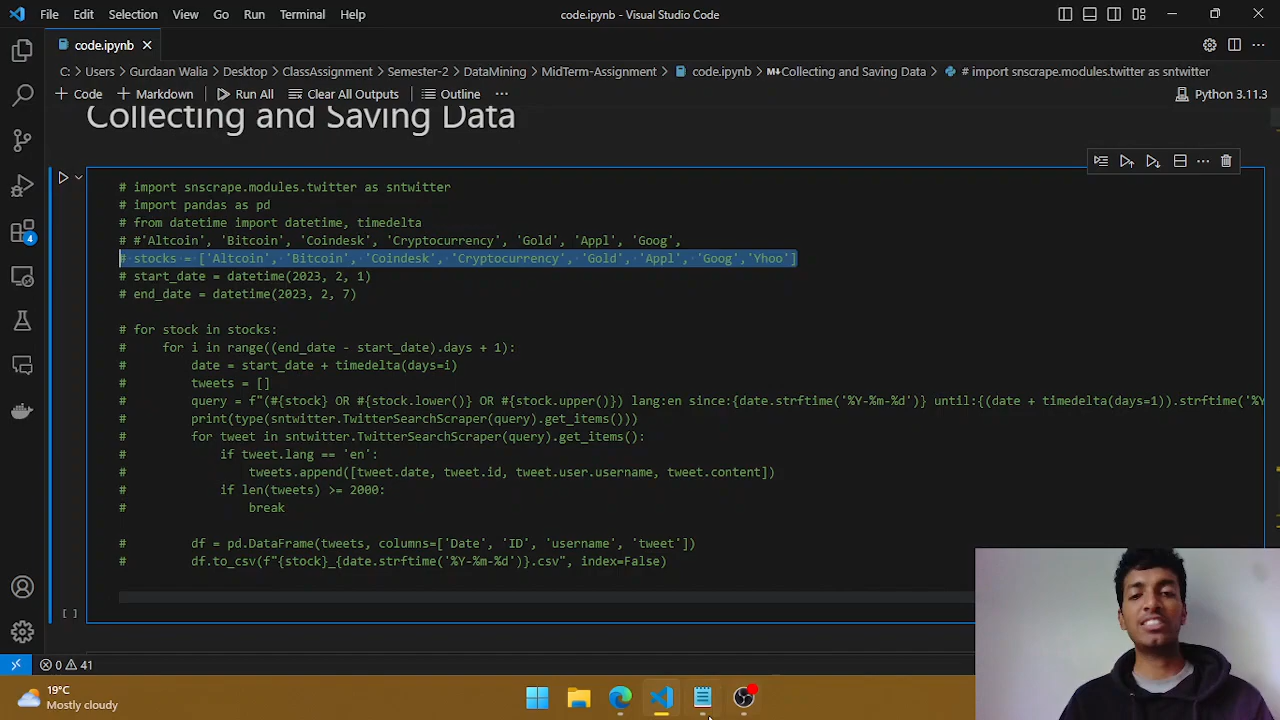 File Edit Selection View Go Run Terminal Help
code.ipynb - Visual Studio Code
code.ipynb
C: > Users > Gurdaan Walia > Desktop > ClassAssignment > Semester-2 > DataMining > MidTerm-Assignment > code.ipynb > M↓Collecting and Saving Data > # import snscrape.modules.twitter as sntwitter
+ Code + Markdown Run All Clear All Outputs Outline ...
Python 3.11.3
Collecting and Saving Data
# import snscrape.modules.twitter as sntwitter
# import pandas as pd
# from datetime import datetime, timedelta
# #'Altcoin', 'Bitcoin', 'Coindesk', 'Cryptocurrency', 'Gold', 'Appl', 'Goog',
# stocks = ['Altcoin', 'Bitcoin', 'Coindesk', 'Cryptocurrency', 'Gold', 'Appl', 'Goog','Yhoo']
# start_date = datetime(2023, 2, 1)
# end_date = datetime(2023, 2, 7)
# for stock in stocks:
#     for i in range((end_date - start_date).days + 1):
#         date = start_date + timedelta(days=i)
#         tweets = []
#         query = f"(#{stock} OR #{stock.lower()} OR #{stock.upper()}) lang:en since:{date.strftime('%Y-%m-%d')} until:{(date + timedelta(days=1)).strftime('%Y
#         print(type(sntwitter.TwitterSearchScraper(query).get_items()))
#         for tweet in sntwitter.TwitterSearchScraper(query).get_items():
#             if tweet.lang == 'en':
#                 tweets.append([tweet.date, tweet.id, tweet.user.username, tweet.content])
#             if len(tweets) >= 2000:
#                 break
#         df = pd.DataFrame(tweets, columns=['Date', 'ID', 'username', 'tweet'])
#         df.to_csv(f"{stock}_{date.strftime('%Y-%m-%d')}.csv", index=False)
[ ]
4
0 41
19°C
Mostly cloudy